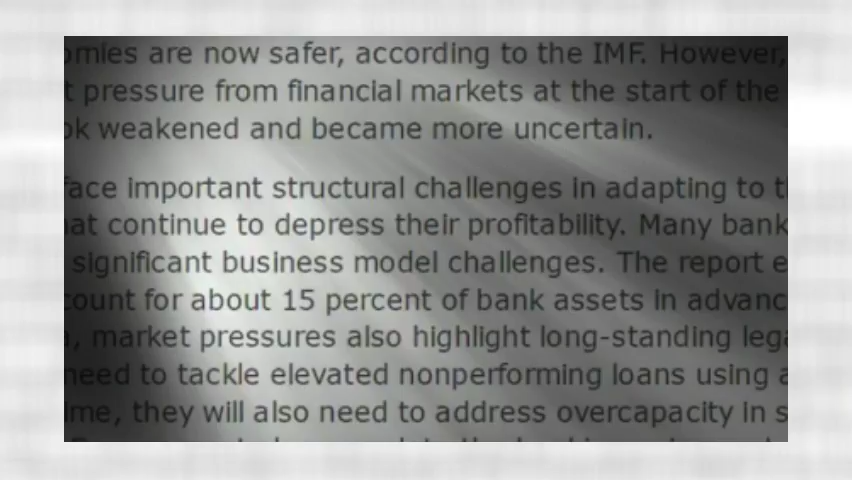 omies are now safer, according to the IMF. However,
t pressure from financial markets at the start of the
ok weakened and became more uncertain.
face important structural challenges in adapting to t
hat continue to depress their profitability. Many bank
significant business model challenges. The report e
count for about 15 percent of bank assets in advanc
a, market pressures also highlight long-standing lega
need to tackle elevated nonperforming loans using a
ime, they will also need to address overcapacity in s